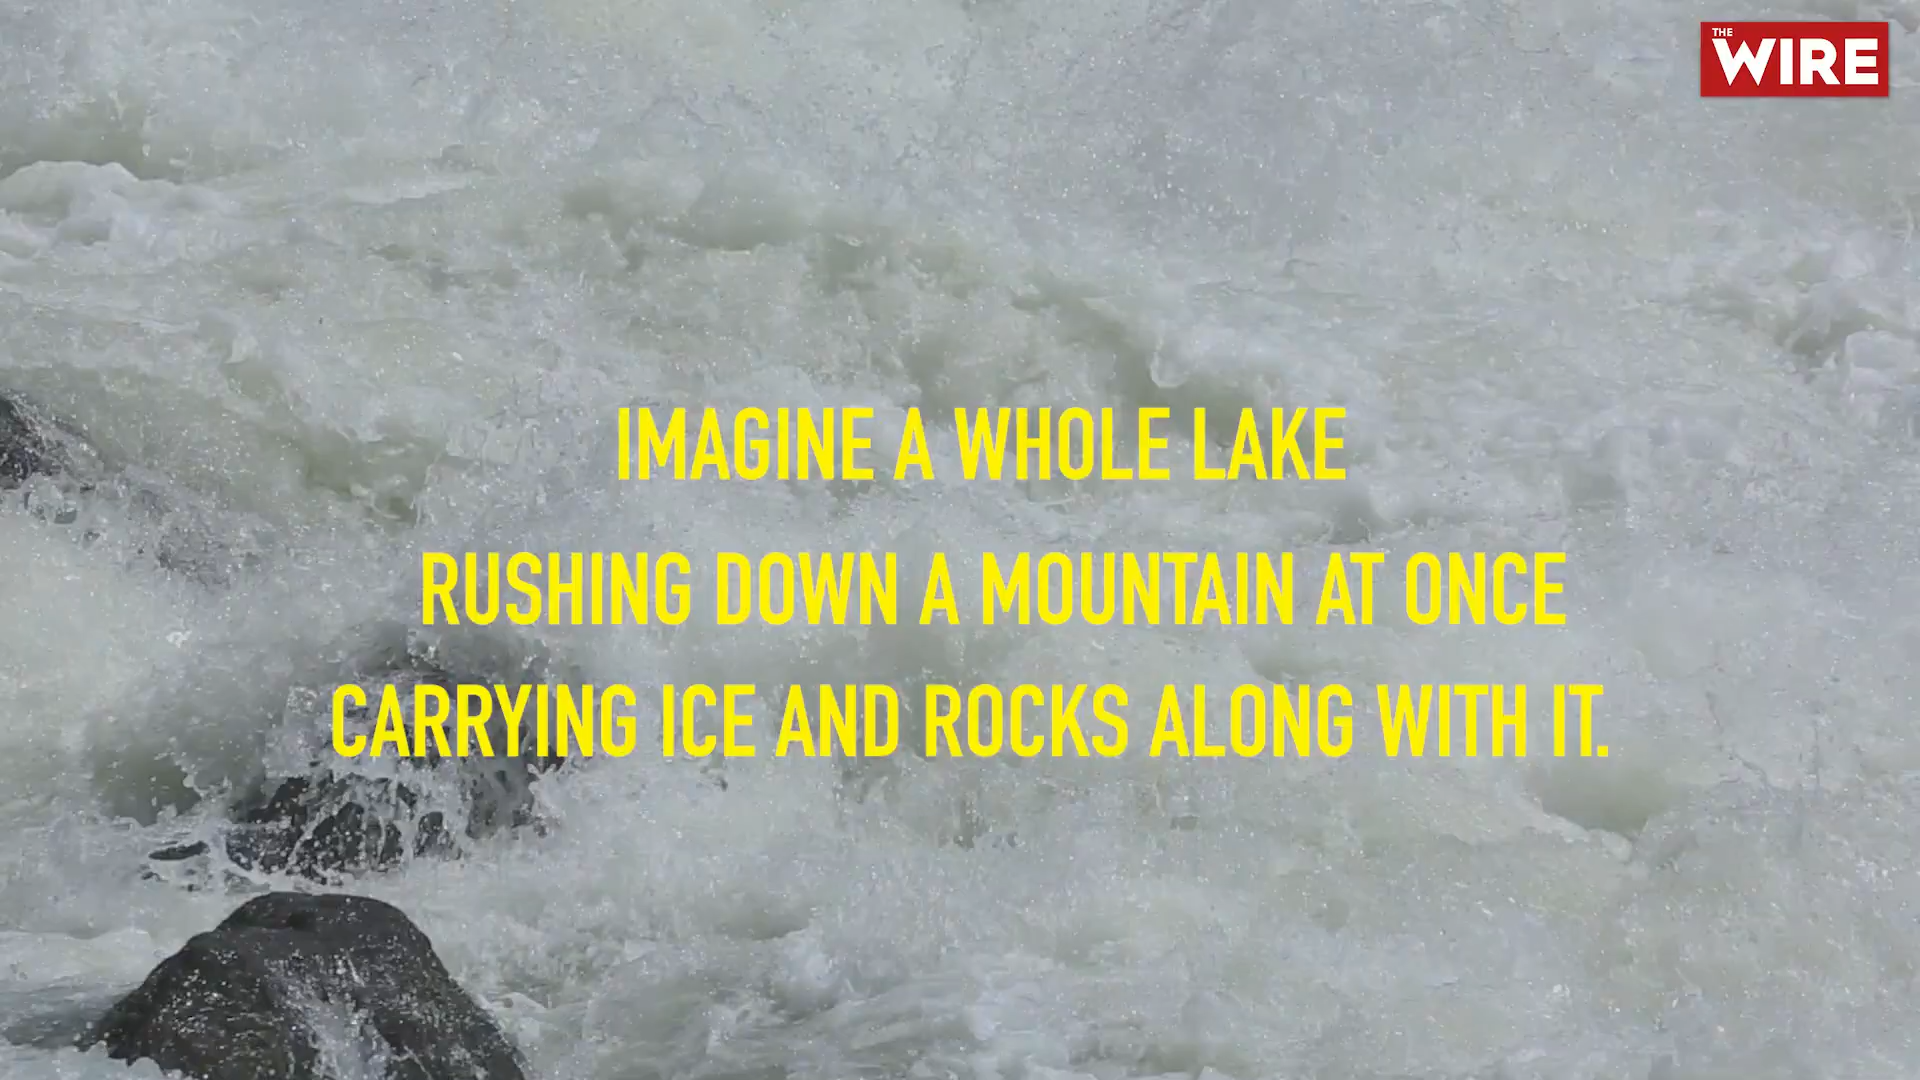 THE
WIRE
IMAGINE A WHOLE LAKE
RUSHING DOWN A MOUNTAIN AT ONCE
CARRYING ICE AND ROCKS ALONG WITH IT.